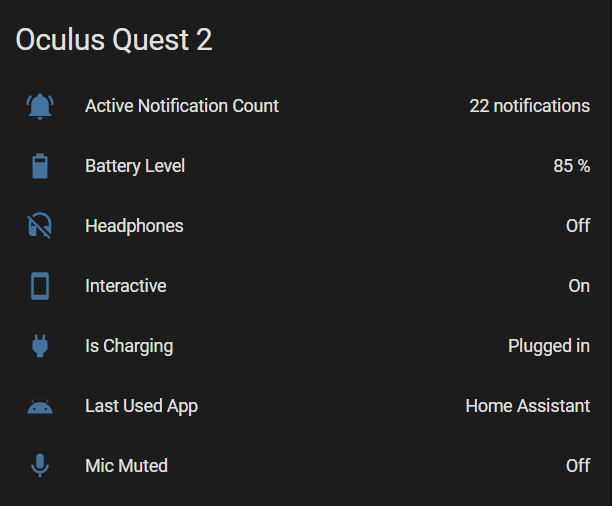 Oculus Quest 2
Active Notification Count 22 notifications
Battery Level 85 %
Headphones Off
Interactive On
Is Charging Plugged in
Last Used App Home Assistant
Mic Muted Off